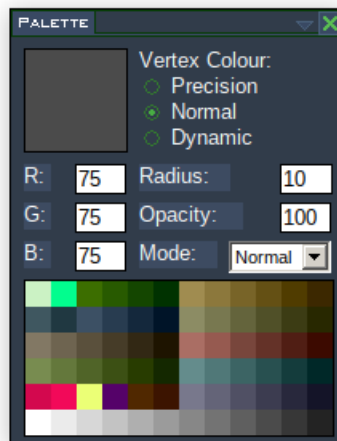 PALETTE
Vertex Colour:
Precision
Normal
Dynamic
R: 75 Radius: 10
G: 75 Opacity: 100
B: 75 Mode: Normal